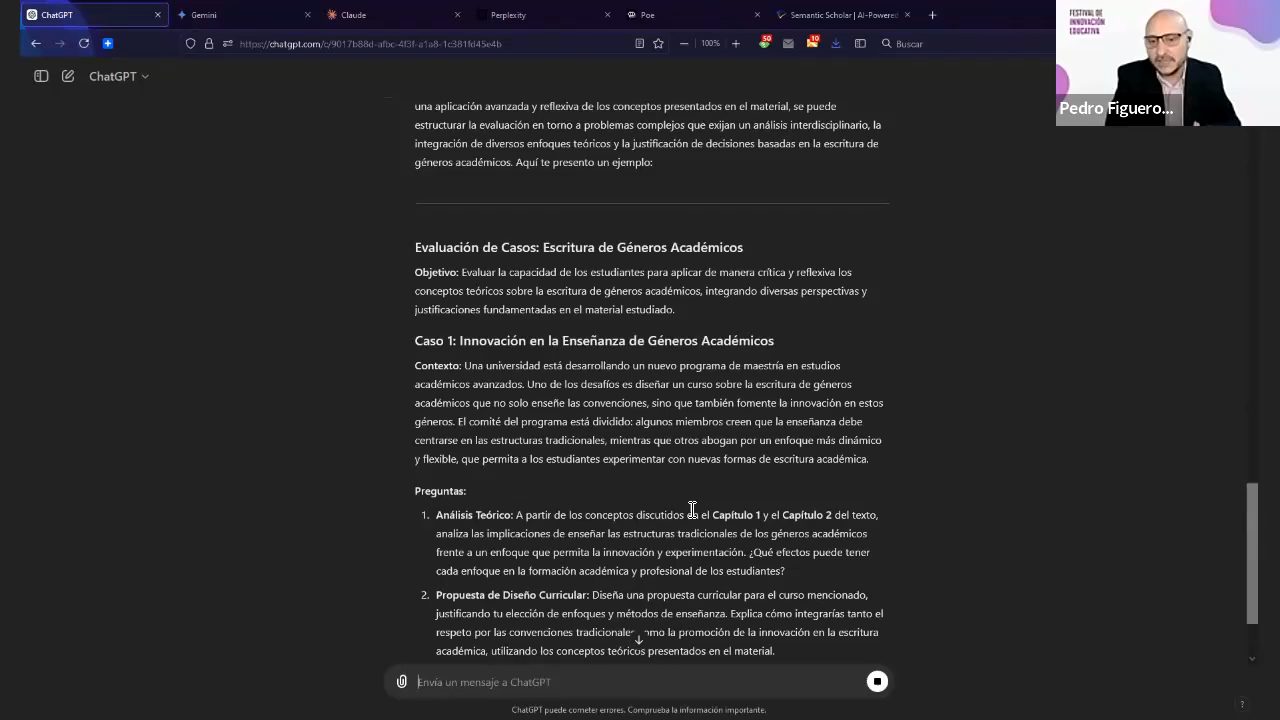 ChatGPT
Gemini
Claude
Perplexity
Poe
Semantic Scholar | AI-Powere
https://chatgpt.com/c/9017b88d-afbc-4f3f-a1a8-1c381fd45e4b
100%
50
10
Buscar
FESTIVAL DE
INNOVACIÓN
EDUCATIVA
Pedro Figuero...
ChatGPT
una aplicación avanzada y reflexiva de los conceptos presentados en el material, se puede
estructurar la evaluación en torno a problemas complejos que exijan un análisis interdisciplinario, la
integración de diversos enfoques teóricos y la justificación de decisiones basadas en la escritura de
géneros académicos. Aquí te presento un ejemplo:
Evaluación de Casos: Escritura de Géneros Académicos
Objetivo: Evaluar la capacidad de los estudiantes para aplicar de manera crítica y reflexiva los
conceptos teóricos sobre la escritura de géneros académicos, integrando diversas perspectivas y
justificaciones fundamentadas en el material estudiado.
Caso 1: Innovación en la Enseñanza de Géneros Académicos
Contexto: Una universidad está desarrollando un nuevo programa de maestría en estudios
académicos avanzados. Uno de los desafíos es diseñar un curso sobre la escritura de géneros
académicos que no solo enseñe las convenciones, sino que también fomente la innovación en estos
géneros. El comité del programa está dividido: algunos miembros creen que la enseñanza debe
centrarse en las estructuras tradicionales, mientras que otros abogan por un enfoque más dinámico
y flexible, que permita a los estudiantes experimentar con nuevas formas de escritura académica.
Preguntas:
1. Análisis Teórico: A partir de los conceptos discutidos en el Capítulo 1 y el Capítulo 2 del texto,
analiza las implicaciones de enseñar las estructuras tradicionales de los géneros académicos
frente a un enfoque que permita la innovación y experimentación. ¿Qué efectos puede tener
cada enfoque en la formación académica y profesional de los estudiantes?
2. Propuesta de Diseño Curricular: Diseña una propuesta curricular para el curso mencionado,
justificando tu elección de enfoques y métodos de enseñanza. Explica cómo integrarías tanto el
respeto por las convenciones tradicionales como la promoción de la innovación en la escritura
académica, utilizando los conceptos teóricos presentados en el material.
Envía un mensaje a ChatGPT
ChatGPT puede cometer errores. Comprueba la información importante.
?